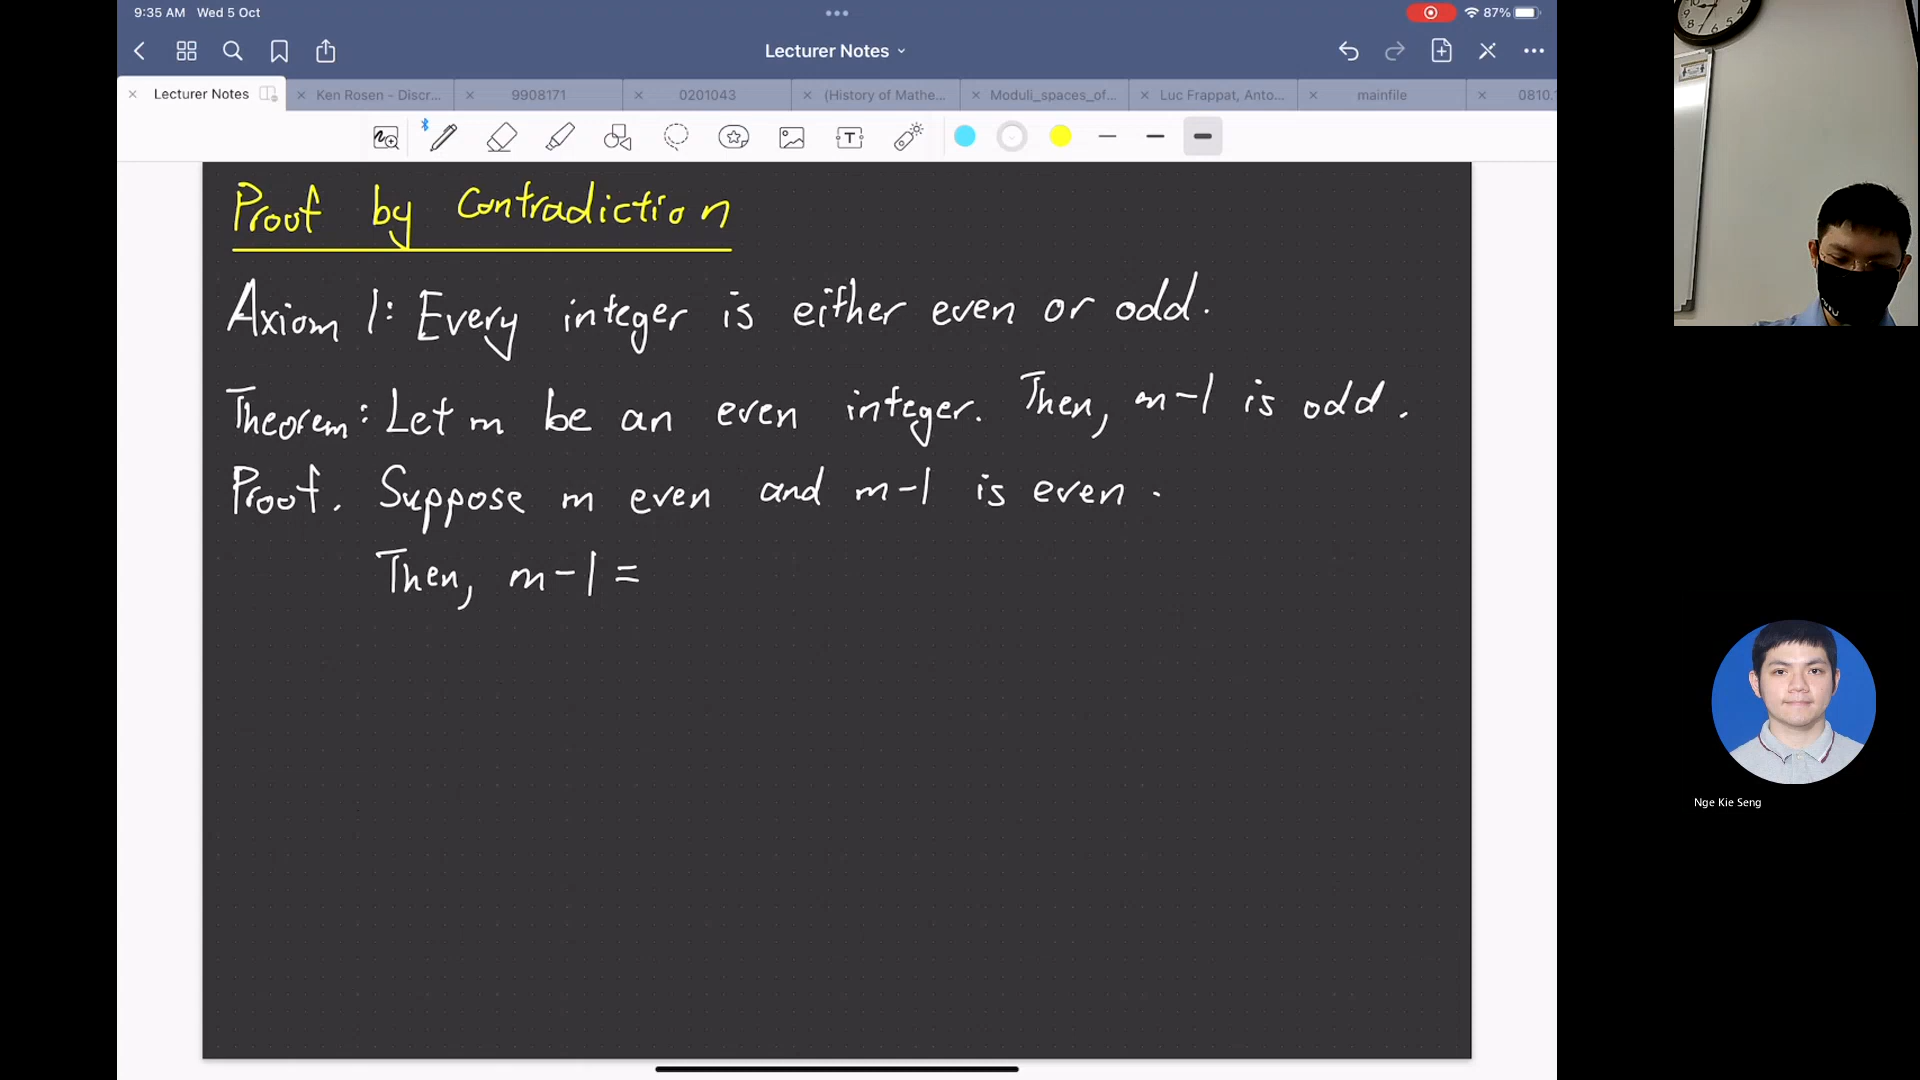 9:35 AM Wed 5 Oct
87%
Lecturer Notes
Lecturer Notes
Ken Rosen - Discr...
9908171
0201043
(History of Mathe...
Moduli_spaces_of...
Luc Frappat, Anto...
mainfile
0810.
Proof by Contradiction
Axiom 1: Every integer is either even or odd.
Theorem: Let m be an even integer. Then, m-1 is odd.
Proof. Suppose m even and m-1 is even.
Then, m-1 =
Nge Kie Seng